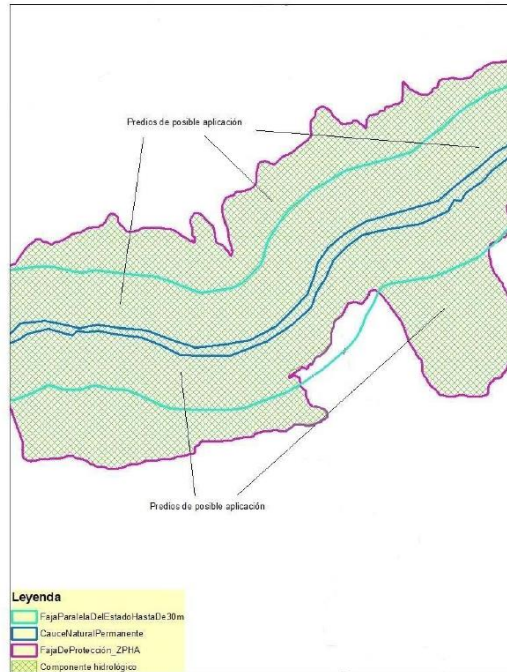 Predios de posible aplicación
Predios de posible aplicación
Leyenda
FajaParalelaDelEstadoHastaDe30m
CauceNaturalPermanente
FajaDeProtección_ZPHA
Componente hidrológico